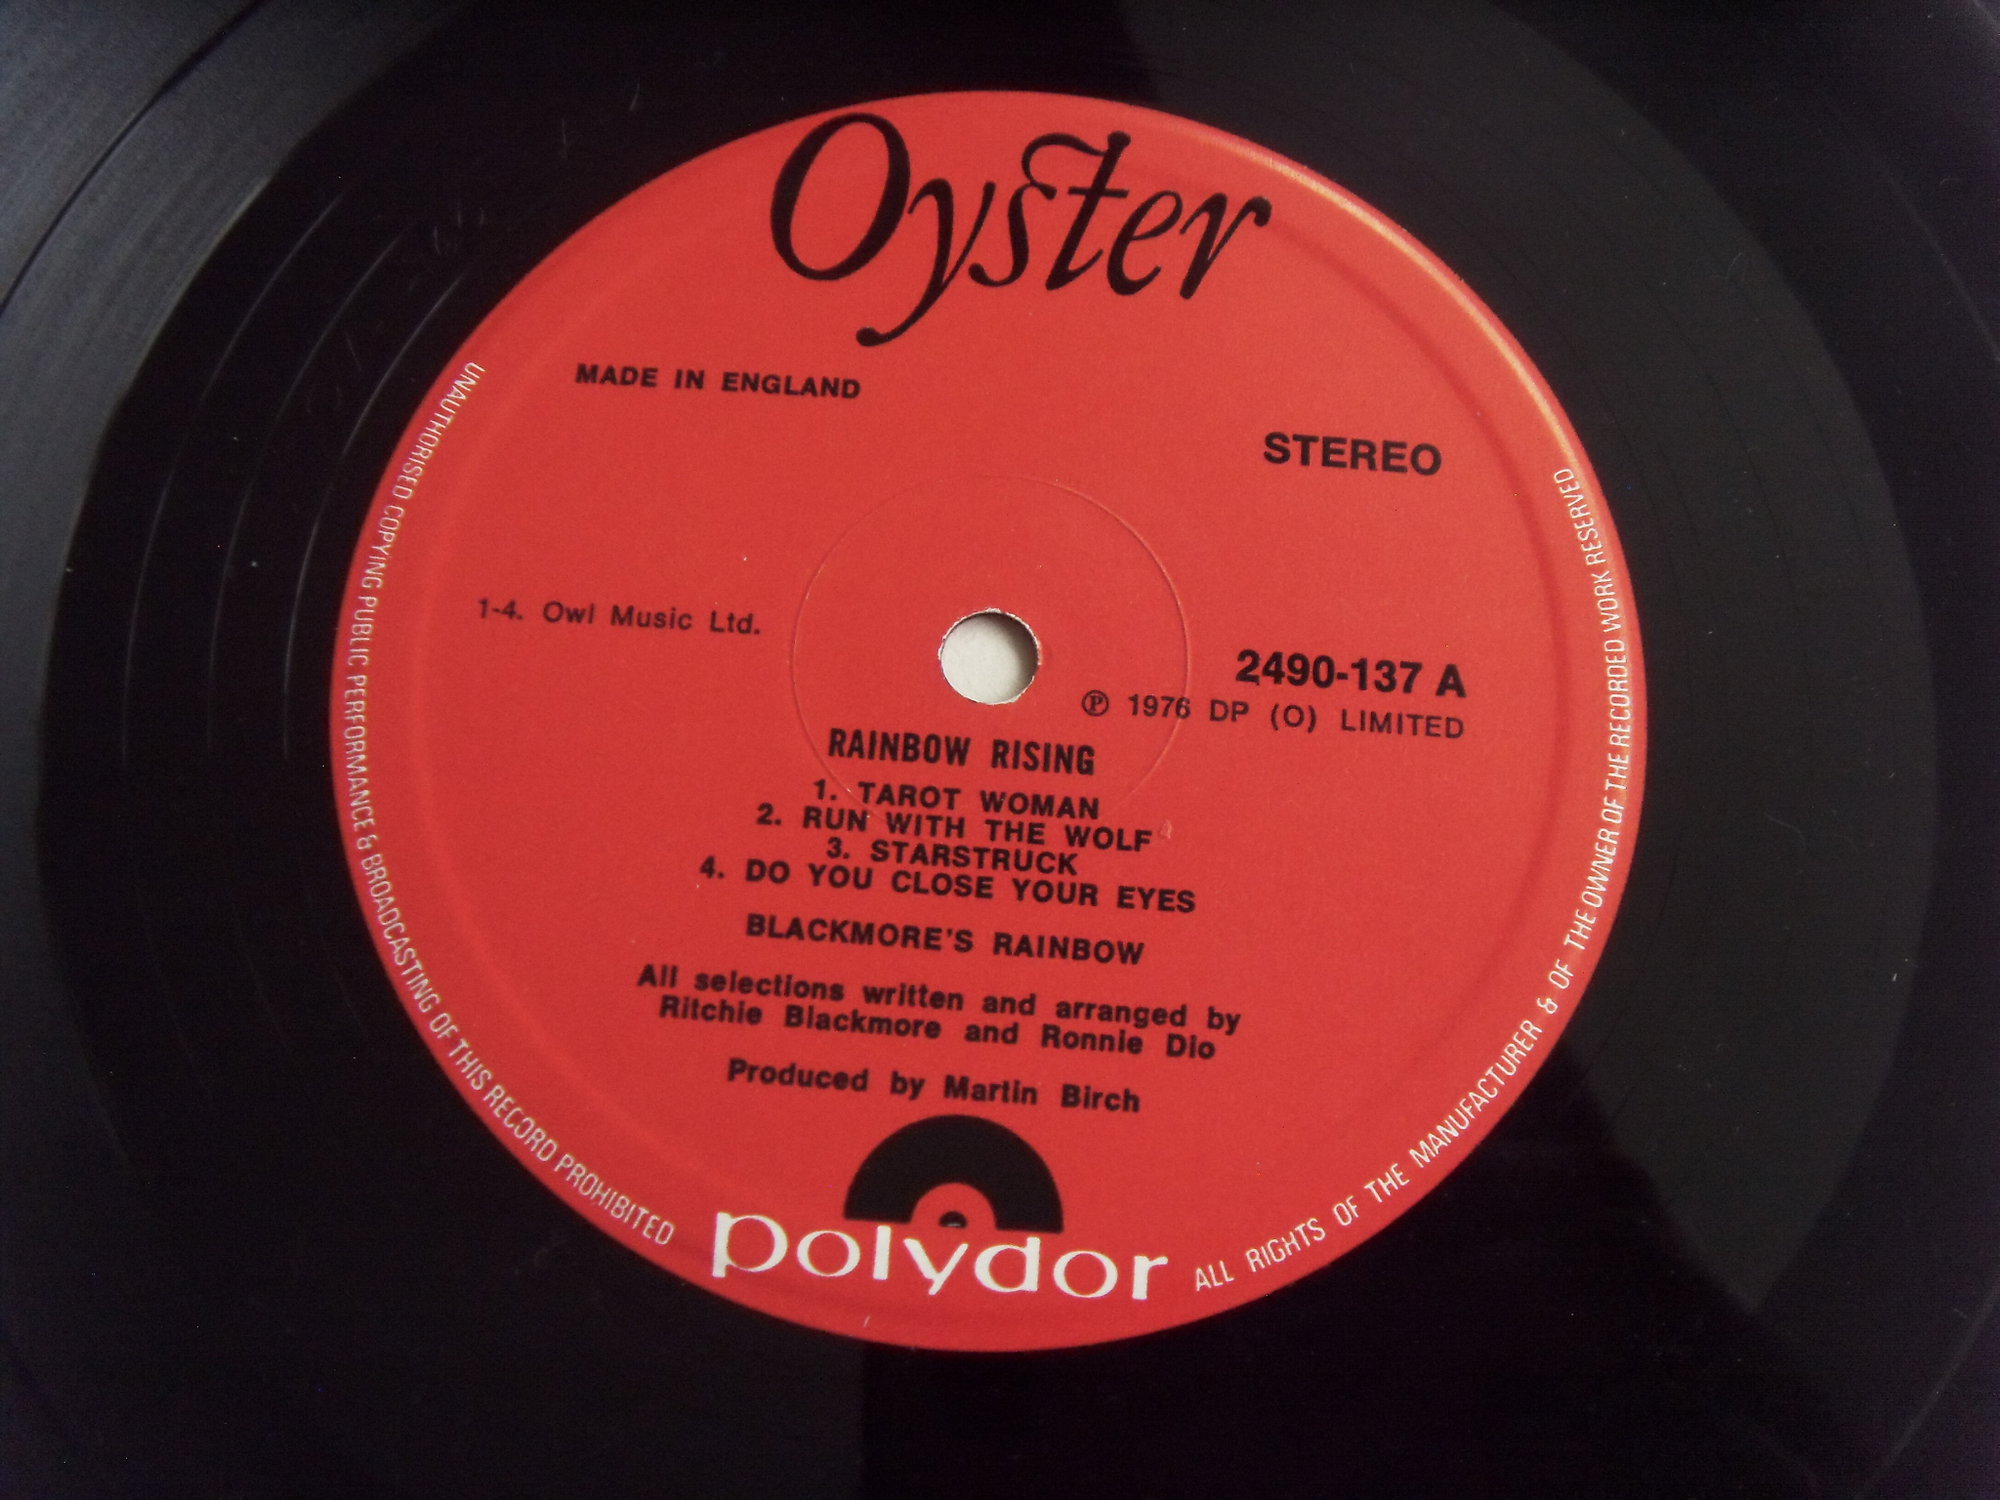 Oyster
MADE IN ENGLAND
STEREO
1-4. Owl Music Ltd.
2490-137 A
℗ 1976 DP (O) LIMITED
RAINBOW RISING
1. TAROT WOMAN
2. RUN WITH THE WOLF
3. STARSTRUCK
4. DO YOU CLOSE YOUR EYES
BLACKMORE'S RAINBOW
All selections written and arranged by
Ritchie Blackmore and Ronnie Dio
Produced by Martin Birch
polydor
UNAUTHORISED COPYING PUBLIC PERFORMANCE & BROADCASTING OF THIS RECORD PROHIBITED
ALL RIGHTS OF THE MANUFACTURER & OF THE OWNER OF THE RECORDED WORK RESERVED